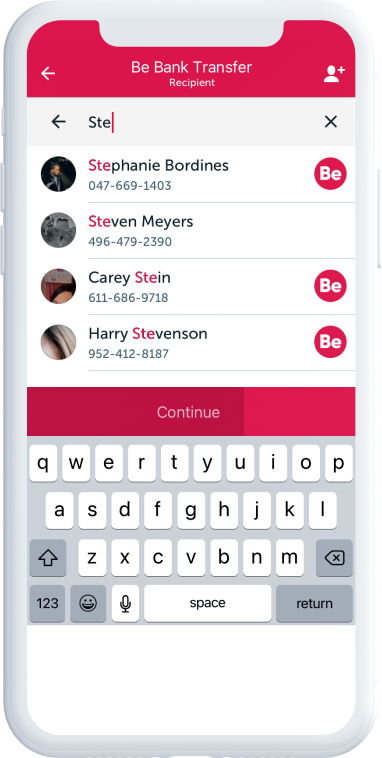 Be Bank Transfer
Recipient
Ste
Stephanie Bordines
047-669-1403
Be
Steven Meyers
496-479-2390
Carey Stein
611-686-9718
Be
Harry Stevenson
952-412-8187
Be
Continue
q w e r t y u i o p
a s d f g h j k l
z x c v b n m
123 space return